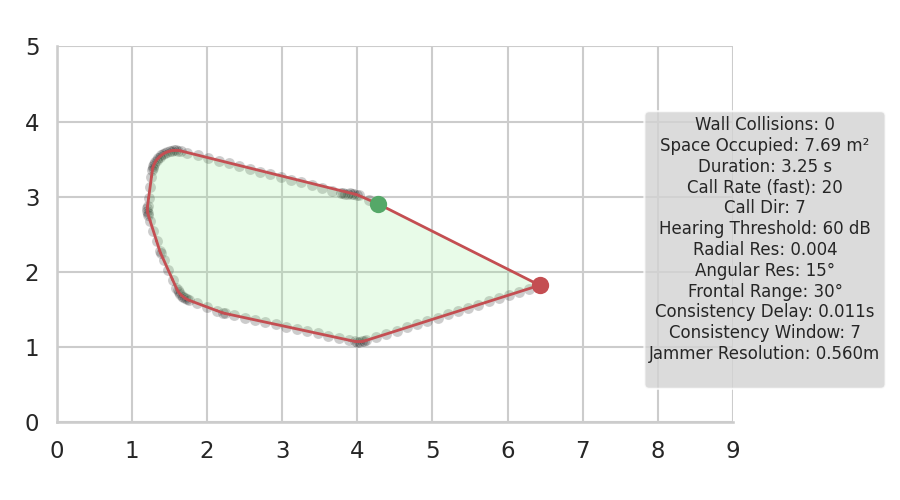 5
4
3
2
1
0
0 1 2 3 4 5 6 7 8 9
Wall Collisions: 0
Space Occupied: 7.69 m²
Duration: 3.25 s
Call Rate (fast): 20
Call Dir: 7
Hearing Threshold: 60 dB
Radial Res: 0.004
Angular Res: 15°
Frontal Range: 30°
Consistency Delay: 0.011s
Consistency Window: 7
Jammer Resolution: 0.560m